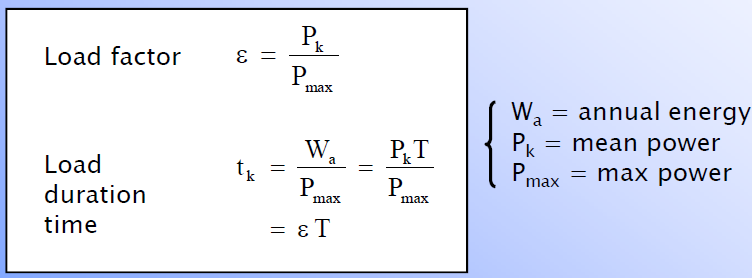 Load factor ε = P_k / P_max
Load duration time t_k = W_a / P_max = P_k T / P_max
= ε T
W_a = annual energy
P_k = mean power
P_max = max power